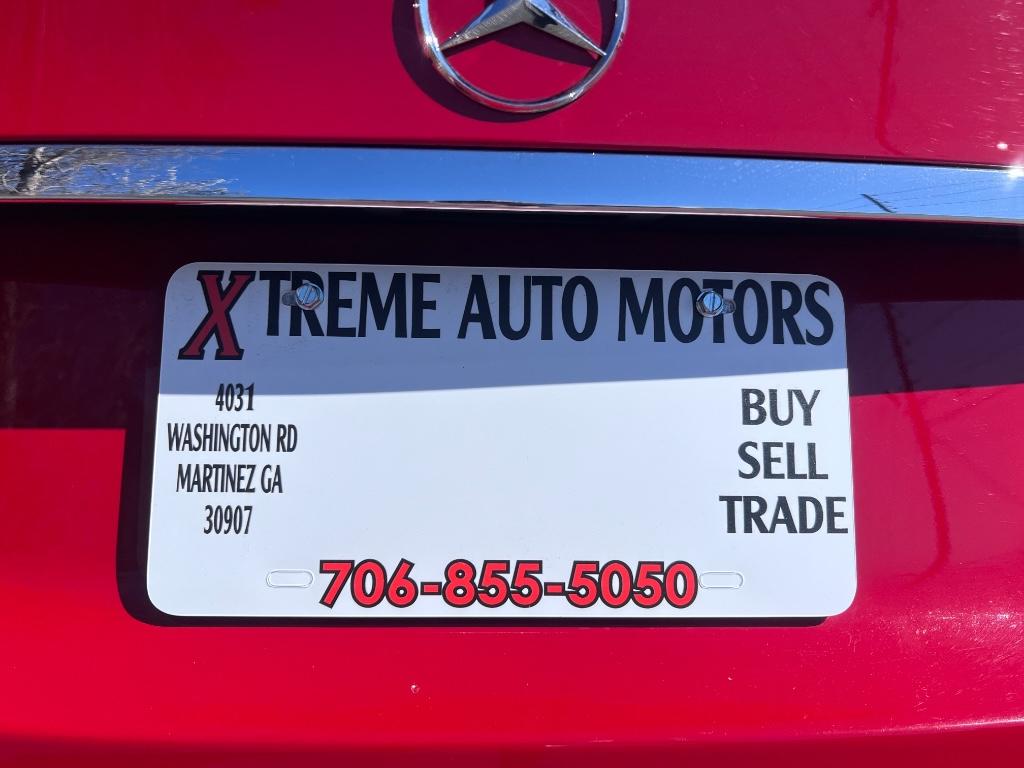 XTREME AUTO MOTORS
4031
WASHINGTON RD
MARTINEZ GA
30907
BUY
SELL
TRADE
706-855-5050